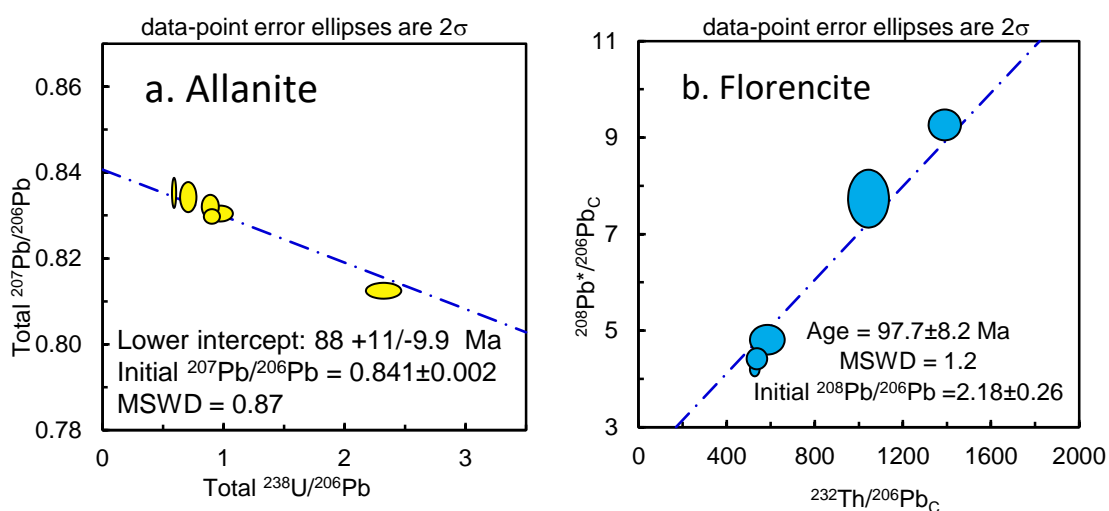 data-point error ellipses are 2σ
a. Allanite
0.86
0.84
0.82
0.80
0.78
Total ²⁰⁷Pb/²⁰⁶Pb
Lower intercept: 88 +11/-9.9 Ma
Initial ²⁰⁷Pb/²⁰⁶Pb = 0.841±0.002
MSWD = 0.87
0 1 2 3
Total ²³⁸U/²⁰⁶Pb
data-point error ellipses are 2σ
b. Florencite
11
9
7
5
3
²⁰⁸Pb*/²⁰⁶Pb_C
Age = 97.7±8.2 Ma
MSWD = 1.2
Initial ²⁰⁸Pb/²⁰⁶Pb =2.18±0.26
0 400 800 1200 1600 2000
²³²Th/²⁰⁶Pb_C